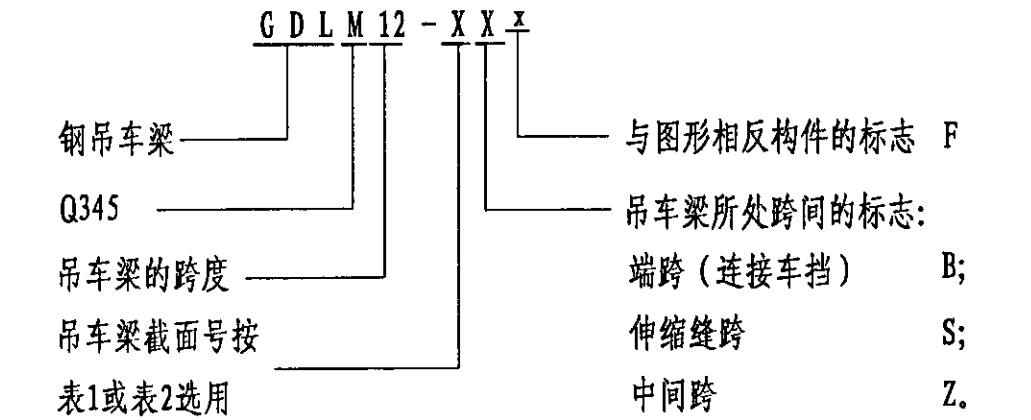 GDLM12-XXx
钢吊车梁
Q345
吊车梁的跨度
吊车梁截面号按
表1或表2选用
与图形相反构件的标志 F
吊车梁所处跨间的标志:
端跨(连接车挡) B;
伸缩缝跨 S;
中间跨 Z。